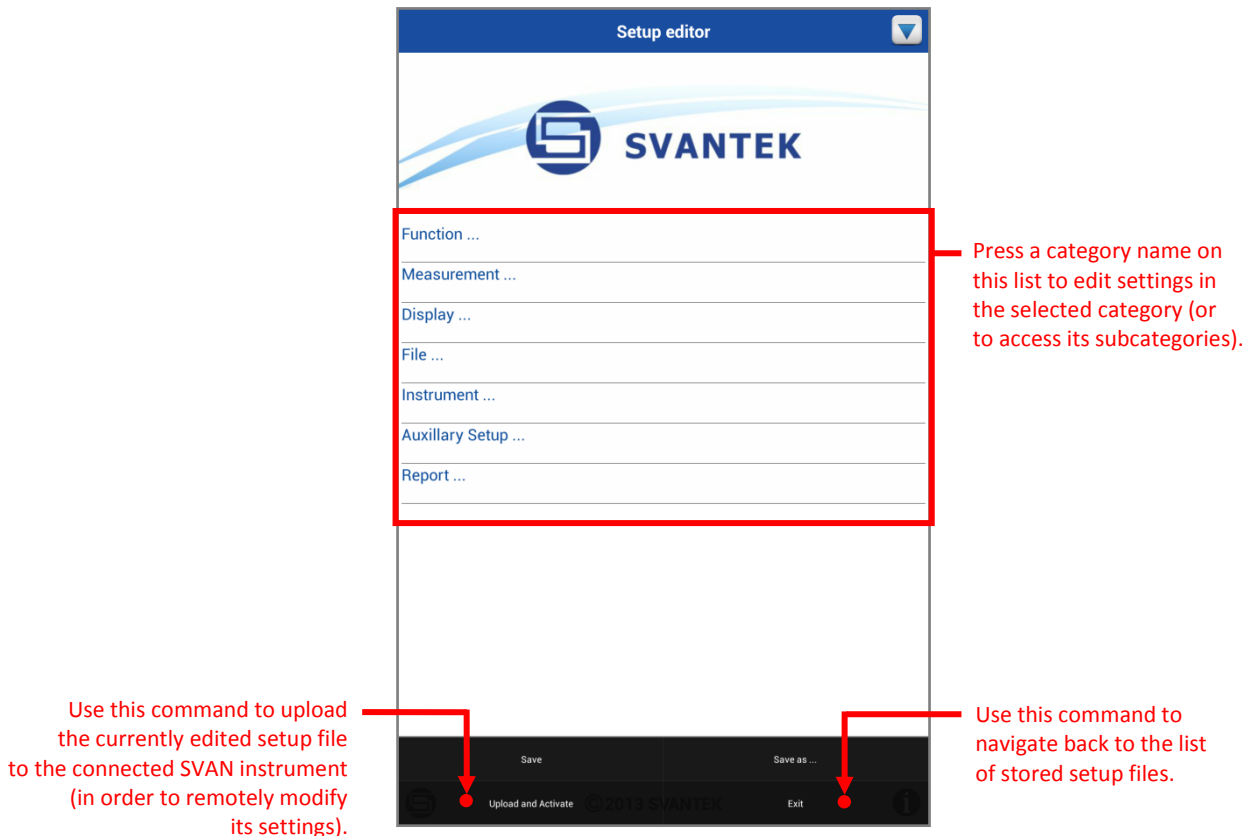 Setup editor
SVANTEK
Function ...
Measurement ...
Display ...
File ...
Instrument ...
Auxillary Setup ...
Report ...
Press a category name on
this list to edit settings in
the selected category (or
to access its subcategories).
Use this command to upload
the currently edited setup file
to the connected SVAN instrument
(in order to remotely modify
its settings).
Use this command to
navigate back to the list
of stored setup files.
Save
Save as ...
Upload and Activate
©2013 SVANTEK
Exit